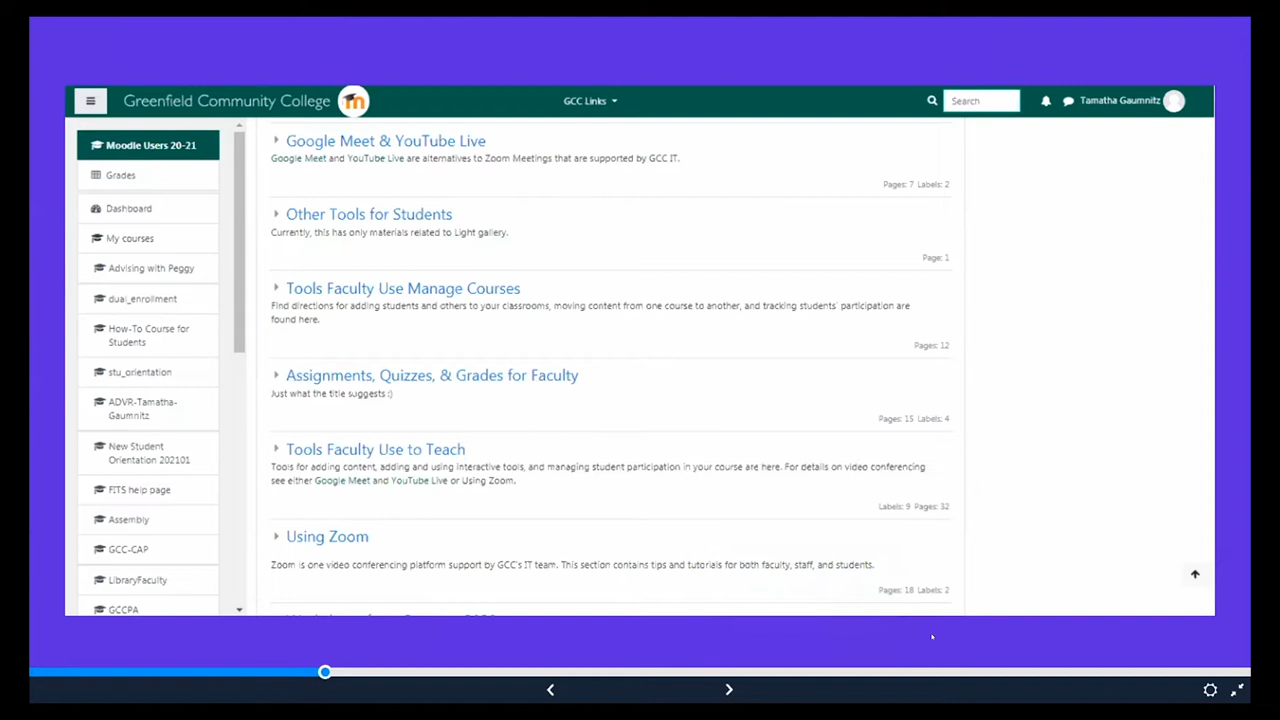 Greenfield Community College
GCC Links
Search
Tamatha Gaumnitz
Moodle Users 20-21
Grades
Dashboard
My courses
Advising with Peggy
dual_enrollment
How-To Course for
Students
stu_orientation
ADVR-Tamatha-
Gaumnitz
New Student
Orientation 202101
FITS help page
Assembly
GCC-CAP
LibraryFaculty
GCCPA
Google Meet & YouTube Live
Google Meet and YouTube Live are alternatives to Zoom Meetings that are supported by GCC IT.
Pages: 7 Labels: 2
Other Tools for Students
Currently, this has only materials related to Light gallery.
Page: 1
Tools Faculty Use Manage Courses
Find directions for adding students and others to your classrooms, moving content from one course to another, and tracking students' participation are
found here.
Pages: 12
Assignments, Quizzes, & Grades for Faculty
Just what the title suggests :)
Pages: 15 Labels: 4
Tools Faculty Use to Teach
Tools for adding content, adding and using interactive tools, and managing student participation in your course are here. For details on video conferencing
see either Google Meet and YouTube Live or Using Zoom.
Labels: 9 Pages: 32
Using Zoom
Zoom is one video conferencing platform support by GCC's IT team. This section contains tips and tutorials for both faculty, staff, and students.
Pages: 18 Labels: 2